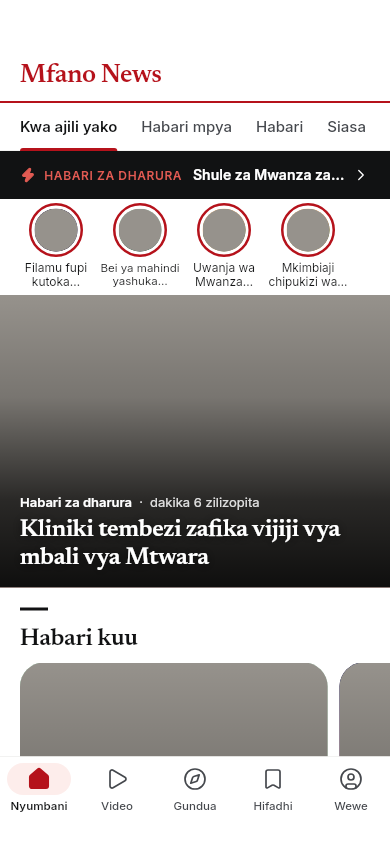 Mfano News
Kwa ajili yako Habari mpya Habari Siasa
HABARI ZA DHARURA Shule za Mwanza za...
Filamu fupi kutoka...
Bei ya mahindi yashuka...
Uwanja wa Mwanza...
Mkimbiaji chipukizi wa...
Habari za dharura · dakika 6 zilizopita
Kliniki tembezi zafika vijiji vya
mbali vya Mtwara
Habari kuu
Nyumbani Video Gundua Hifadhi Wewe